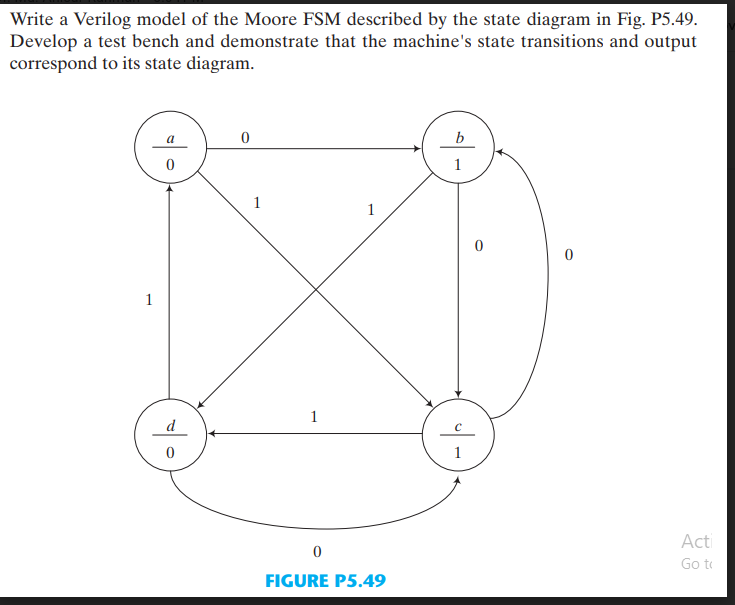 Write a Verilog model of the Moore FSM described by the state diagram in Fig. P5.49.
Develop a test bench and demonstrate that the machine's state transitions and output
correspond to its state diagram.
a
0
0
b
1
1
1
0
0
1
d
0
1
c
1
0
FIGURE P5.49
Acti
Go to